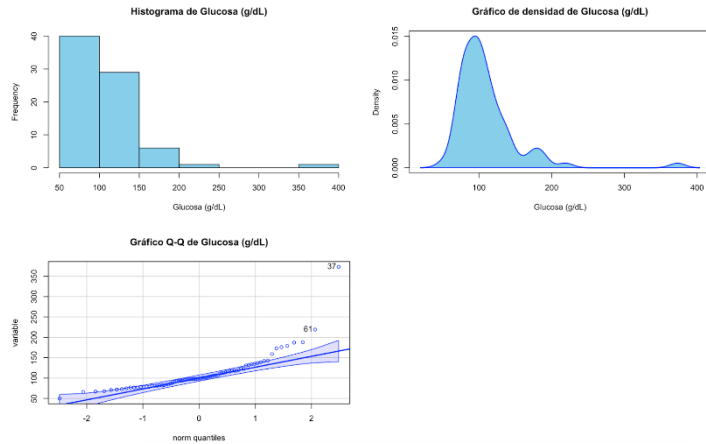 Histograma de Glucosa (g/dL)
Frequency
0 10 20 30 40
50 100 150 200 250 300 350 400
Glucosa (g/dL)
Gráfico de densidad de Glucosa (g/dL)
Density
0.000 0.005 0.010 0.015
100 200 300 400
Glucosa (g/dL)
Gráfico Q-Q de Glucosa (g/dL)
variable
50 100 150 200 250 300 350
37
61
-2 -1 0 1 2
norm quantiles